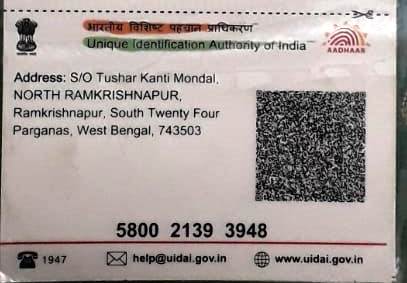 भारतीय विशिष्ट पहचान प्राधिकरण
Unique Identification Authority of India
AADHAAR
Address: S/O Tushar Kanti Mondal,
NORTH RAMKRISHNAPUR,
Ramkrishnapur, South Twenty Four
Parganas, West Bengal, 743503
5800 2139 3948
1947
help@uidai.gov.in
www.uidai.gov.in